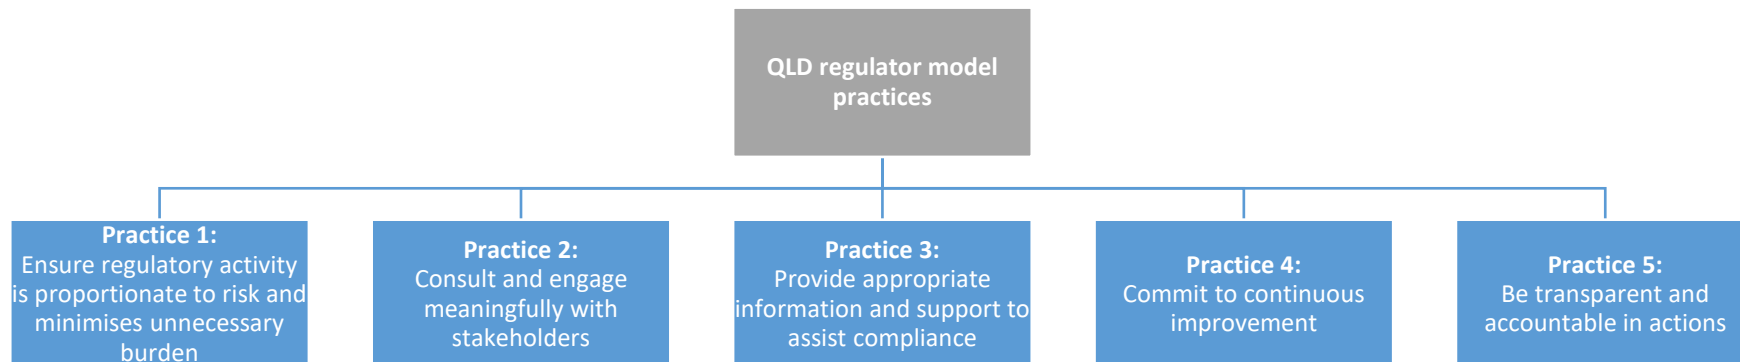 QLD regulator model
practices
Practice 1:
Ensure regulatory activity
is proportionate to risk and
minimises unnecessary
burden
Practice 2:
Consult and engage
meaningfully with
stakeholders
Practice 3:
Provide appropriate
information and support to
assist compliance
Practice 4:
Commit to continuous
improvement
Practice 5:
Be transparent and
accountable in actions